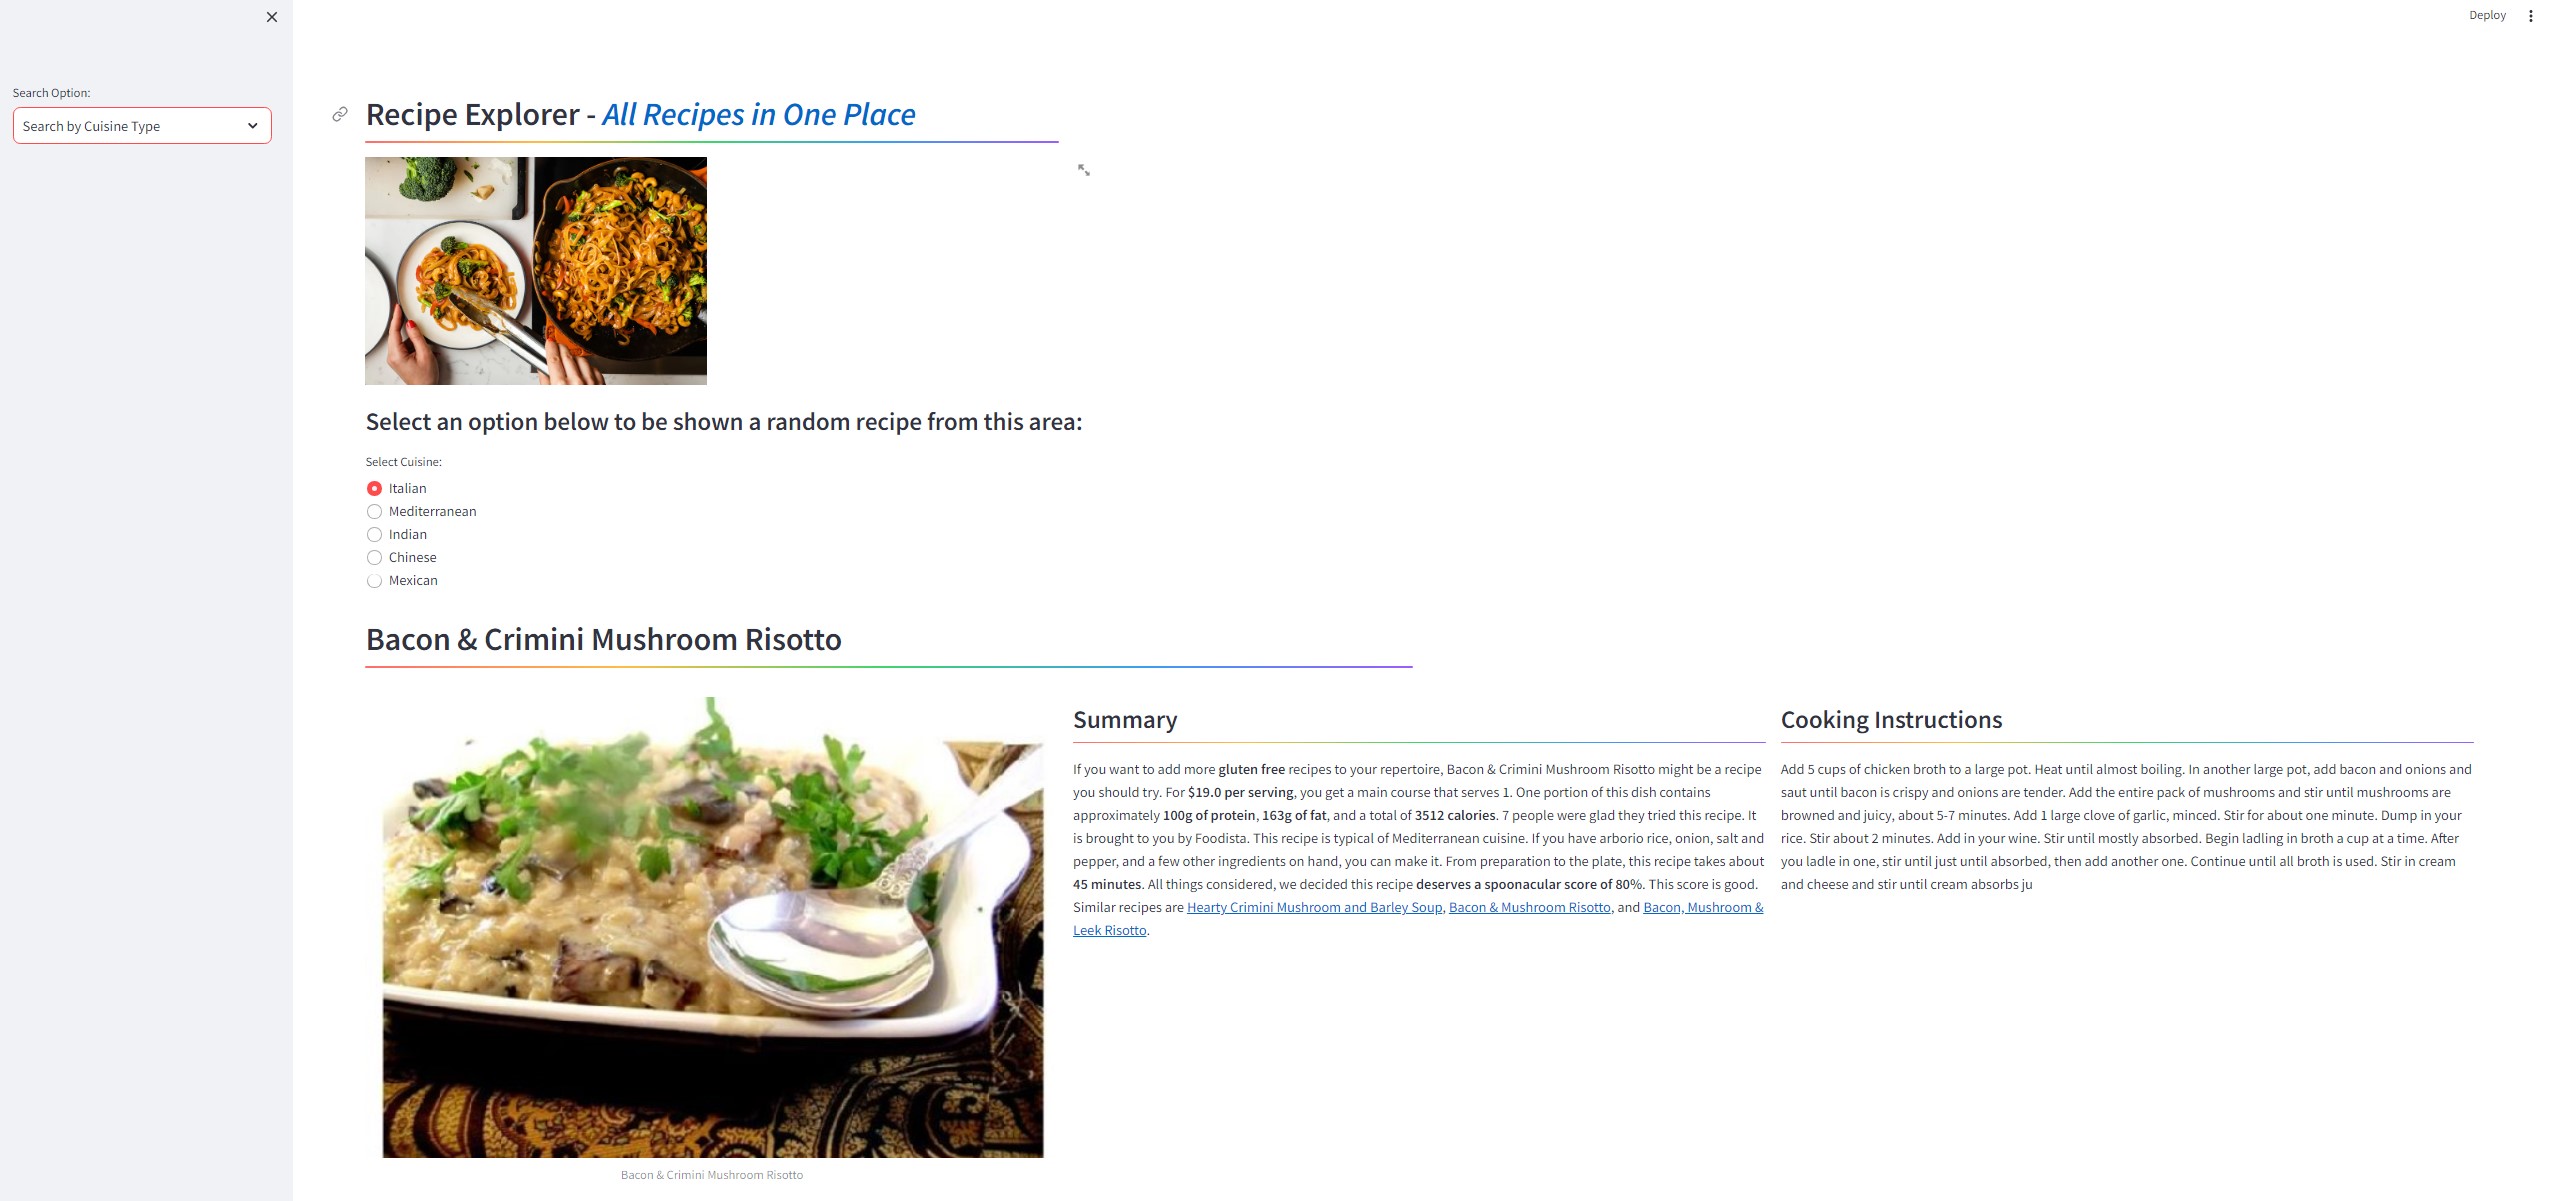 Deploy
Search Option:
Search by Cuisine Type
Recipe Explorer - All Recipes in One Place
Select an option below to be shown a random recipe from this area:
Select Cuisine:
Italian
Mediterranean
Indian
Chinese
Mexican
Bacon & Crimini Mushroom Risotto
Summary
If you want to add more gluten free recipes to your repertoire, Bacon & Crimini Mushroom Risotto might be a recipe
you should try. For $19.0 per serving, you get a main course that serves 1. One portion of this dish contains
approximately 100g of protein, 163g of fat, and a total of 3512 calories. 7 people were glad they tried this recipe. It
is brought to you by Foodista. This recipe is typical of Mediterranean cuisine. If you have arborio rice, onion, salt and
pepper, and a few other ingredients on hand, you can make it. From preparation to the plate, this recipe takes about
45 minutes. All things considered, we decided this recipe deserves a spoonacular score of 80%. This score is good.
Similar recipes are Hearty Crimini Mushroom and Barley Soup, Bacon & Mushroom Risotto, and Bacon, Mushroom &
Leek Risotto.
Cooking Instructions
Add 5 cups of chicken broth to a large pot. Heat until almost boiling. In another large pot, add bacon and onions and
saut until bacon is crispy and onions are tender. Add the entire pack of mushrooms and stir until mushrooms are
browned and juicy, about 5-7 minutes. Add 1 large clove of garlic, minced. Stir for about one minute. Dump in your
rice. Stir about 2 minutes. Add in your wine. Stir until mostly absorbed. Begin ladling in broth a cup at a time. After
you ladle in one, stir until just until absorbed, then add another one. Continue until all broth is used. Stir in cream
and cheese and stir until cream absorbs ju
Bacon & Crimini Mushroom Risotto